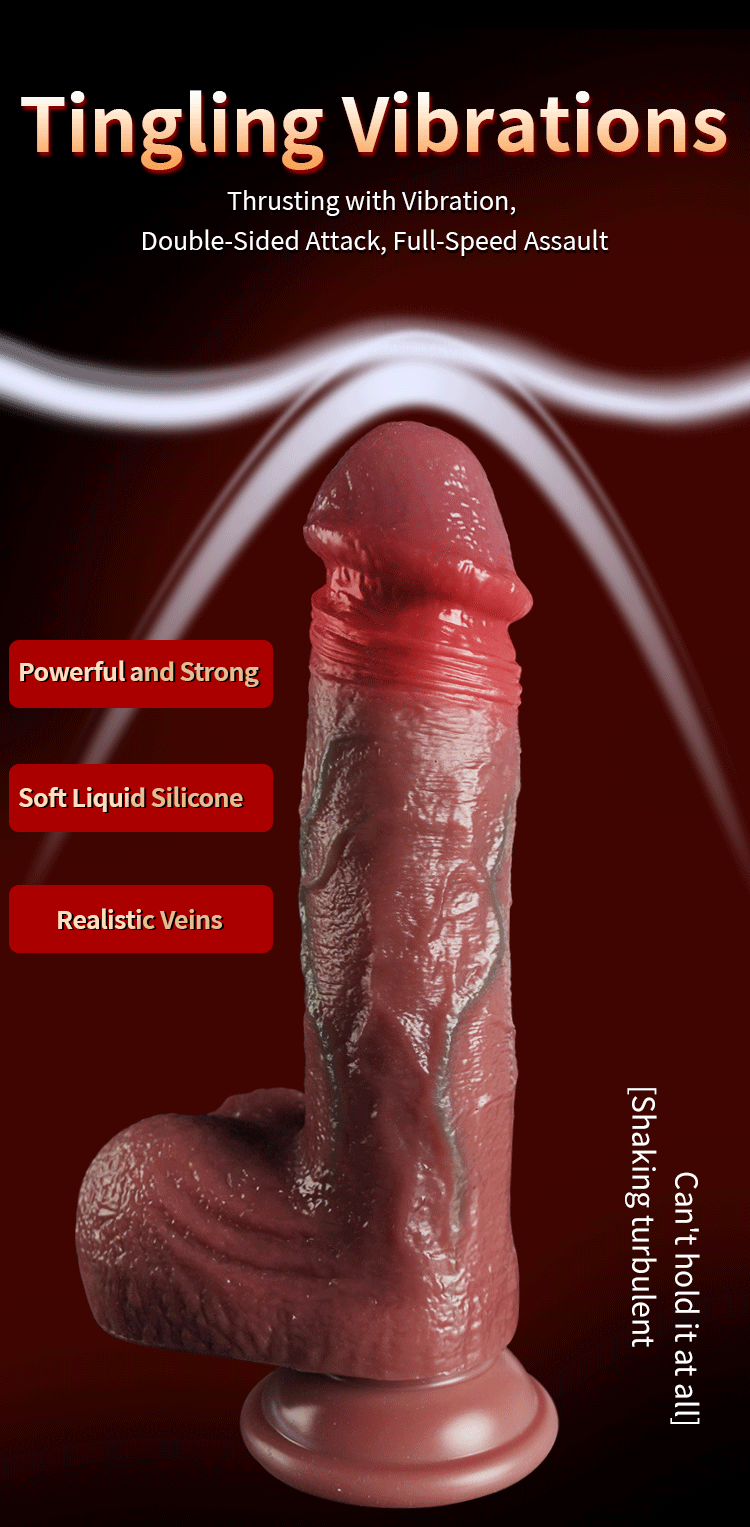 Tingling Vibrations
Thrusting with Vibration,
Double-Sided Attack, Full-Speed Assault
Powerful and Strong
Soft Liquid Silicone
Realistic Veins
[Shaking turbulent
Can't hold it at all]